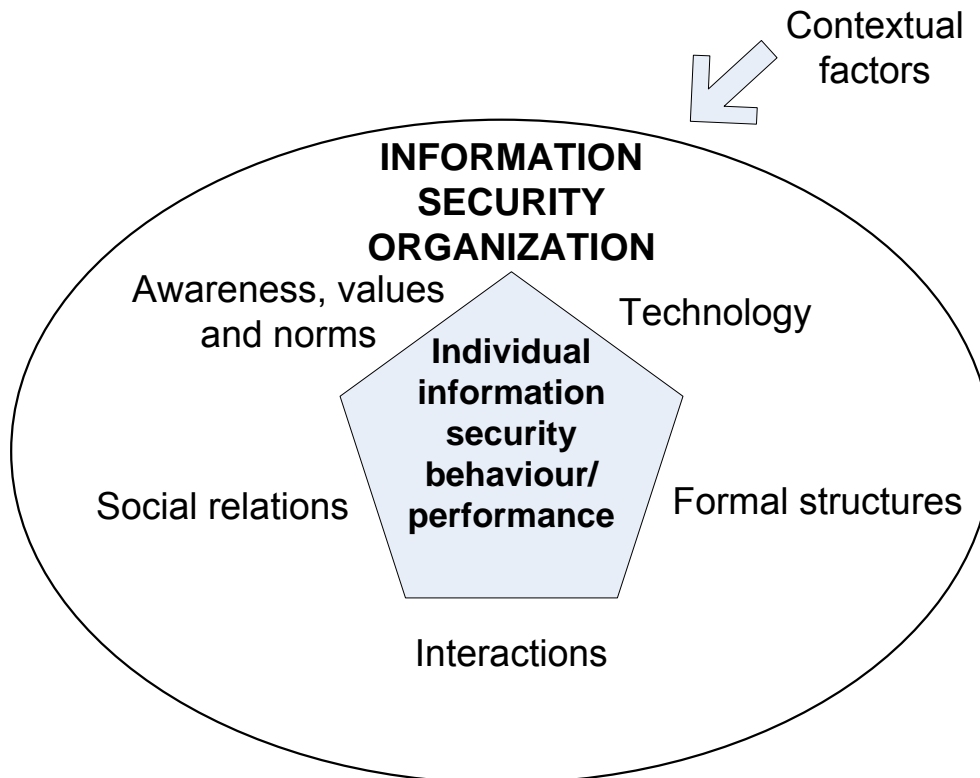 Contextual
factors
INFORMATION
SECURITY
ORGANIZATION
Awareness, values
and norms
Technology
Individual
information
security
behaviour/
performance
Social relations
Formal structures
Interactions